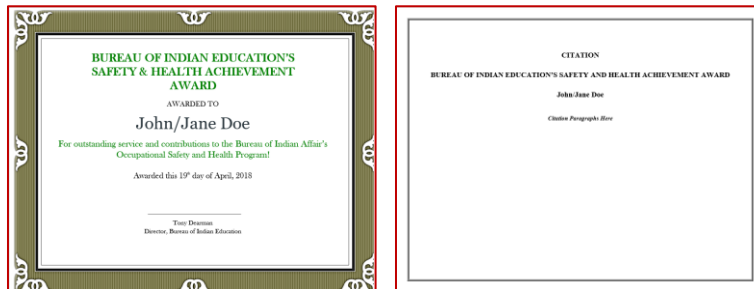 BUREAU OF INDIAN EDUCATION'S
SAFETY & HEALTH ACHIEVEMENT
AWARD
AWARDED TO
John/Jane Doe
For outstanding service and contributions to the Bureau of Indian Affair's
Occupational Safety and Health Program!
Awarded this 19th day of April, 2018
Tony Dearman
Director, Bureau of Indian Education
CITATION
BUREAU OF INDIAN EDUCATION'S SAFETY AND HEALTH ACHIEVEMENT AWARD
John/Jane Doe
Citation Paragraphs Here